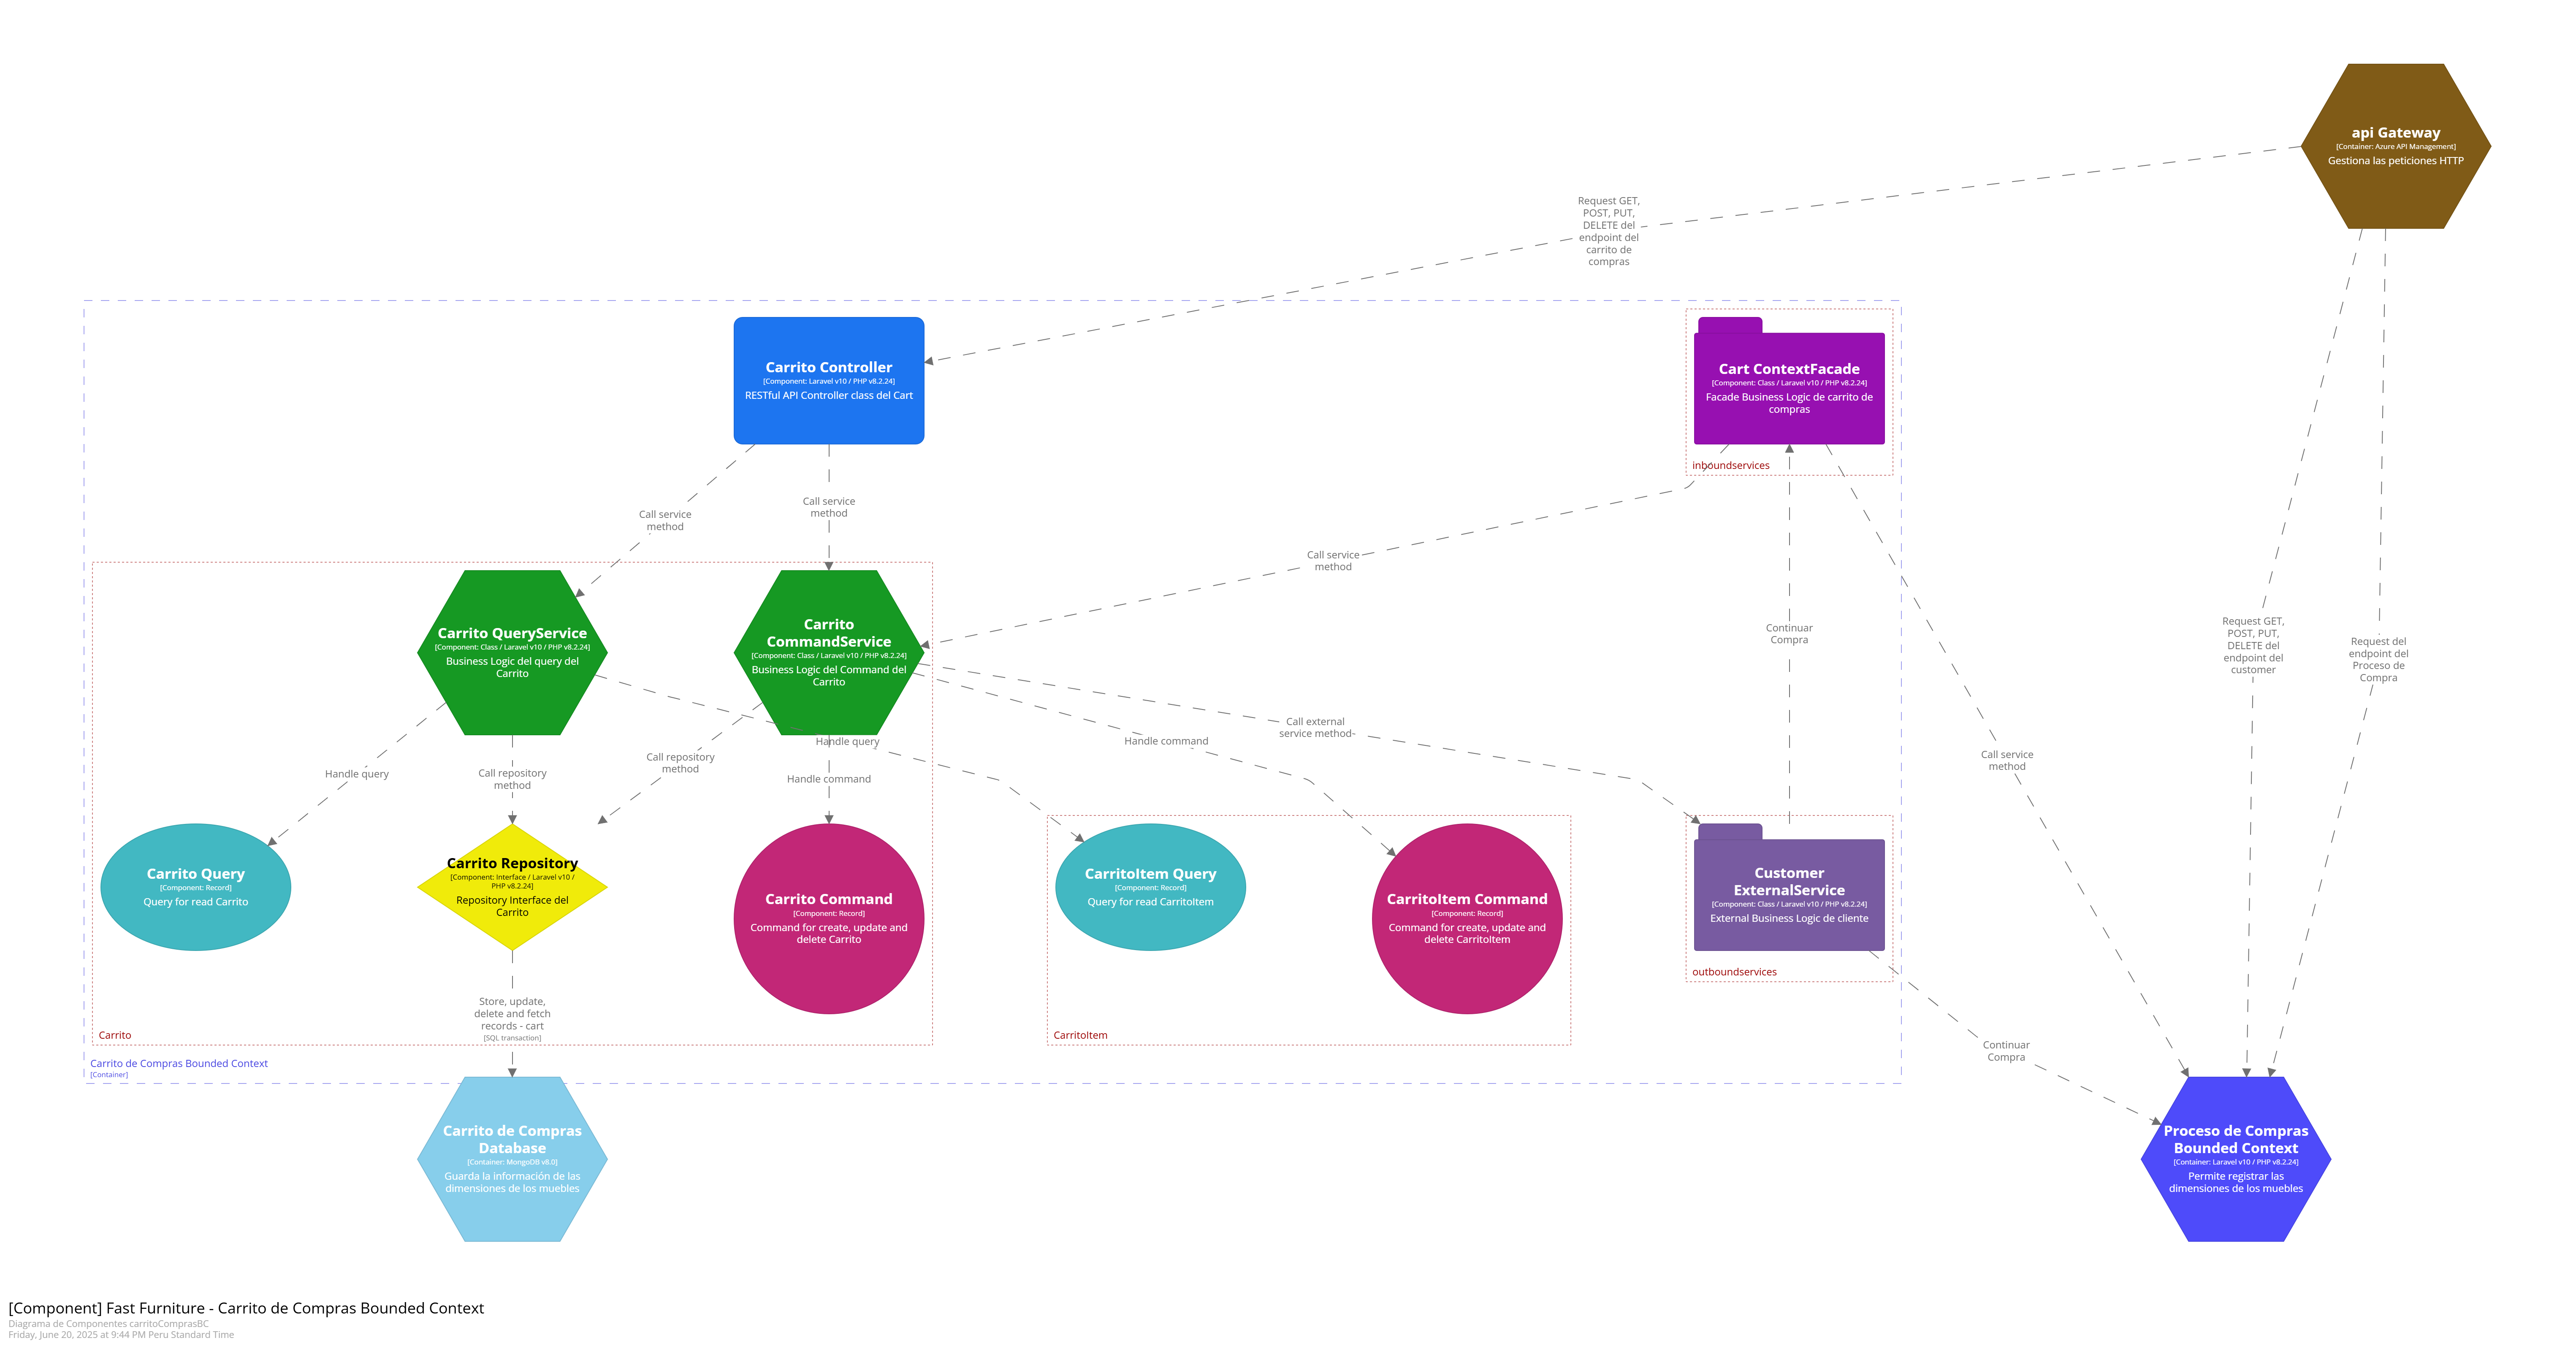 api Gateway
[Container: Azure API Management]
Gestiona las peticiones HTTP
Request GET,
POST, PUT,
DELETE del
endpoint del
carrito de
compras
Carrito Controller
[Component: Laravel v10 / PHP v8.2.24]
RESTful API Controller class del Cart
Cart ContextFacade
[Component: Class / Laravel v10 / PHP v8.2.24]
Facade Business Logic de carrito de
compras
inboundservices
Call service
method
Call service
method
Call service
method
Continuar
Compra
Request GET,
POST, PUT,
DELETE del
endpoint del
customer
Request del
endpoint del
Proceso de
Compra
Carrito QueryService
[Component: Class / Laravel v10 / PHP v8.2.24]
Business Logic del query del
Carrito
Carrito
CommandService
[Component: Class / Laravel v10 / PHP v8.2.24]
Business Logic del Command del
Carrito
Call external
service method
Handle command
Handle query
Call service
method
Handle query
Call repository
method
Call repository
method
Handle command
Carrito Query
[Component: Record]
Query for read Carrito
Carrito Repository
[Component: Interface / Laravel v10 /
PHP v8.2.24]
Repository Interface del
Carrito
Carrito Command
[Component: Record]
Command for create, update and
delete Carrito
CarritoItem Query
[Component: Record]
Query for read CarritoItem
CarritoItem Command
[Component: Record]
Command for create, update and
delete CarritoItem
Customer
ExternalService
[Component: Class / Laravel v10 / PHP v8.2.24]
External Business Logic de cliente
outboundservices
Store, update,
delete and fetch
records - cart
[SQL transaction]
Carrito
CarritoItem
Continuar
Compra
Carrito de Compras Bounded Context
[Container]
Carrito de Compras
Database
[Container: MongoDB v8.0]
Guarda la información de las
dimensiones de los muebles
Proceso de Compras
Bounded Context
[Container: Laravel v10 / PHP v8.2.24]
Permite registrar las
dimensiones de los muebles
[Component] Fast Furniture - Carrito de Compras Bounded Context
Diagrama de Componentes carritoComprasBC
Friday, June 20, 2025 at 9:44 PM Peru Standard Time